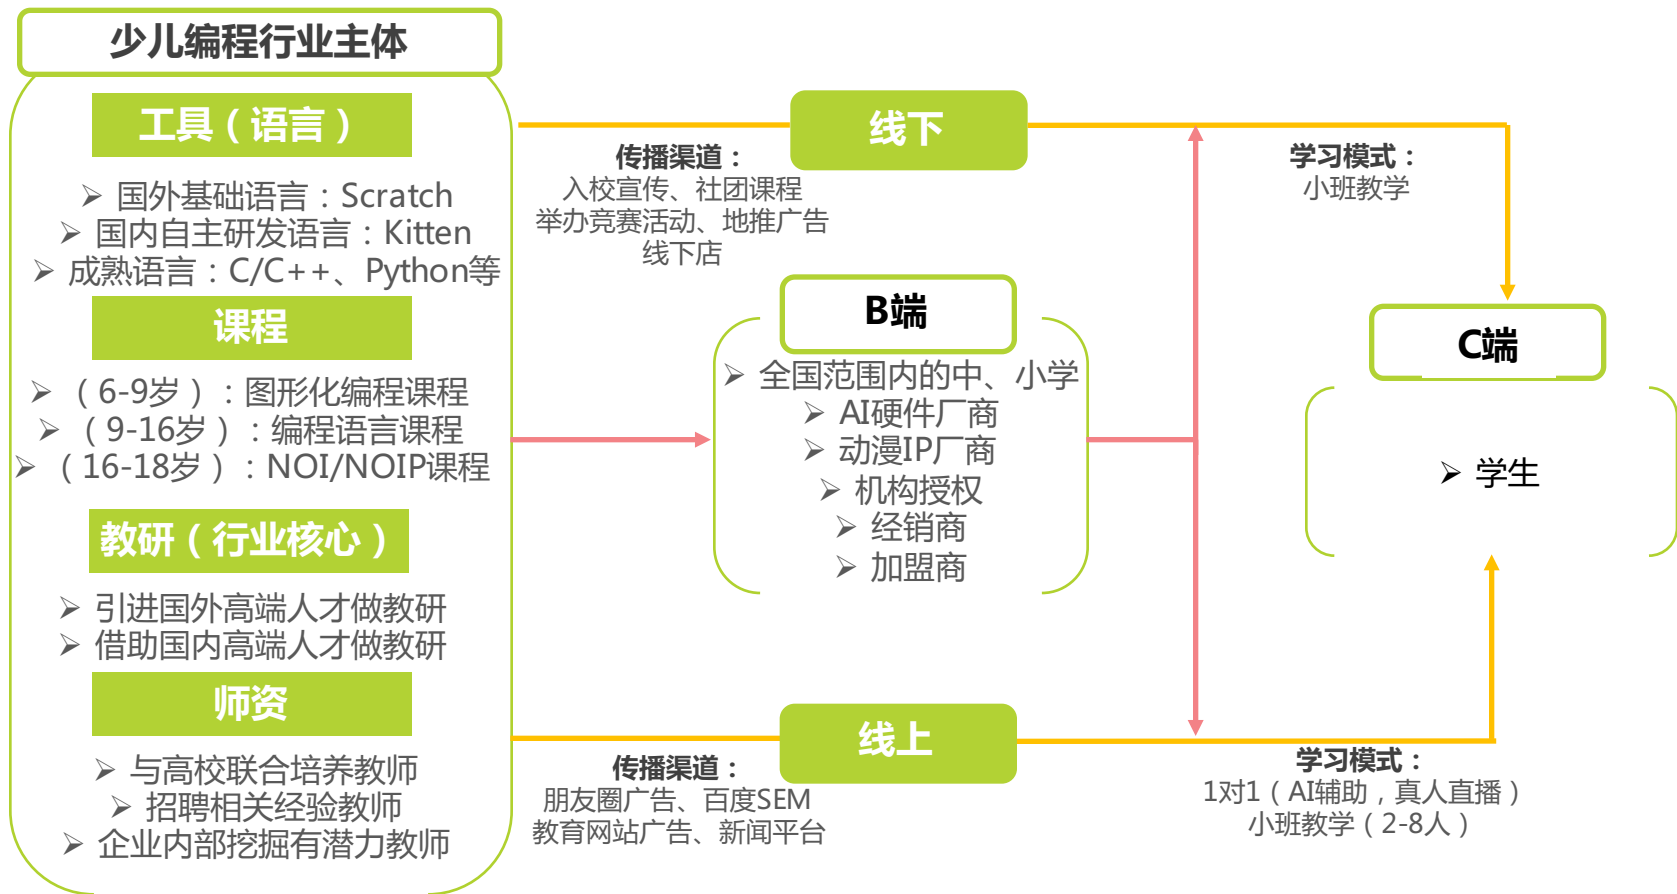 少儿编程行业主体
工具（语言）
➢ 国外基础语言：Scratch
➢ 国内自主研发语言：Kitten
➢ 成熟语言：C/C++、Python等
课程
➢ （6-9岁）：图形化编程课程
➢ （9-16岁）：编程语言课程
➢ （16-18岁）：NOI/NOIP课程
教研（行业核心）
➢ 引进国外高端人才做教研
➢ 借助国内高端人才做教研
师资
➢ 与高校联合培养教师
➢ 招聘相关经验教师
➢ 企业内部挖掘有潜力教师
线下
传播渠道：
入校宣传、社团课程
举办竞赛活动、地推广告
线下店
B端
➢ 全国范围内的中、小学
➢ AI硬件厂商
➢ 动漫IP厂商
➢ 机构授权
➢ 经销商
➢ 加盟商
线上
传播渠道：
朋友圈广告、百度SEM
教育网站广告、新闻平台
学习模式：
小班教学
C端
➢ 学生
学习模式：
1对1（AI辅助，真人直播）
小班教学（2-8人）